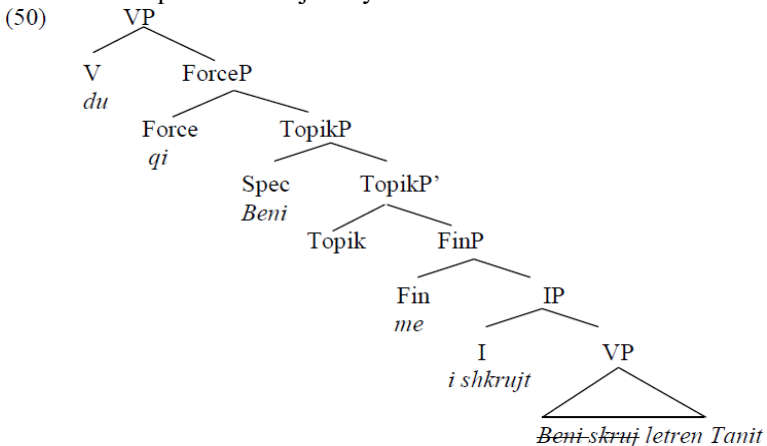 (50) VP
V ForceP
du
Force TopikP
qi
Spec TopikP’
Beni
Topik FinP
Fin IP
me
I VP
i shkrujt
Beni skruj letren Tanit